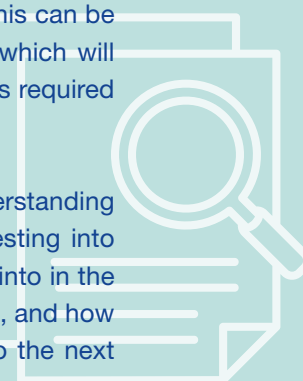 his can be
which will
s required
erstanding
esting into
into in the
, and how
o the next